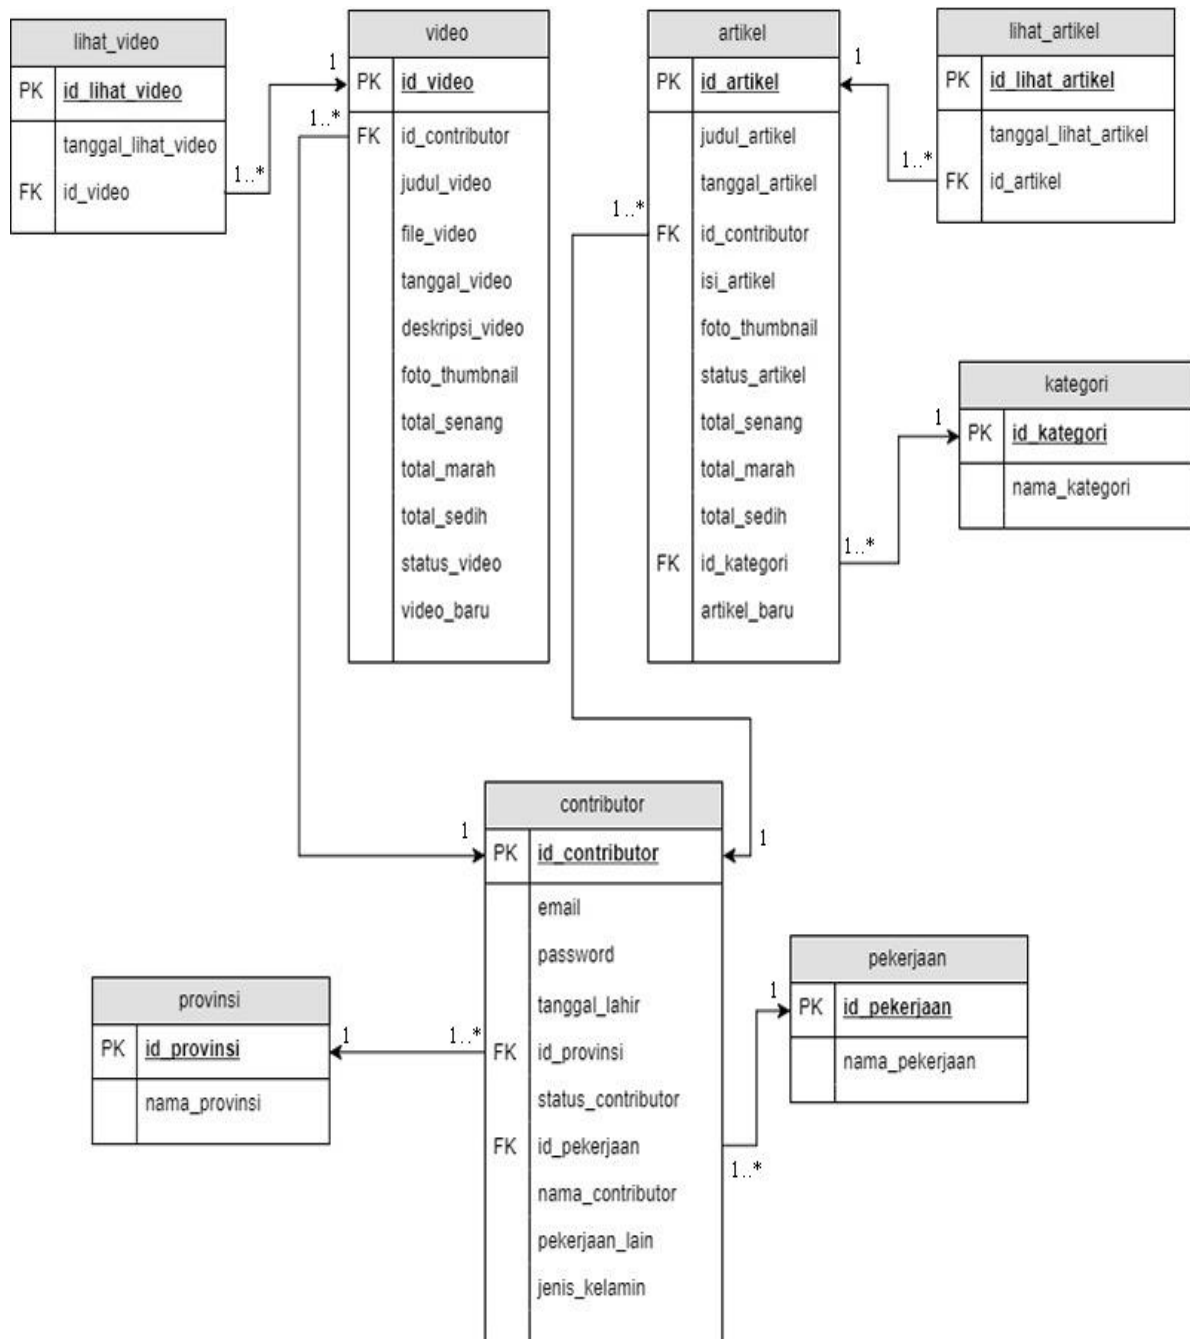 lihat_video
PK id_lihat_video
tanggal_lihat_video
FK id_video
1
1..*
video
PK id_video
1..*
FK id_contributor
judul_video
file_video
tanggal_video
deskripsi_video
foto_thumbnail
total_senang
total_marah
total_sedih
status_video
video_baru
artikel
PK id_artikel
judul_artikel
tanggal_artikel
1..*
FK id_contributor
isi_artikel
foto_thumbnail
status_artikel
total_senang
total_marah
total_sedih
FK id_kategori
artikel_baru
1
1..*
lihat_artikel
PK id_lihat_artikel
tanggal_lihat_artikel
FK id_artikel
1
1..*
kategori
PK id_kategori
nama_kategori
contributor
1
PK id_contributor
1
email
password
tanggal_lahir
1..*
FK id_provinsi
status_contributor
FK id_pekerjaan
1..*
nama_contributor
pekerjaan_lain
jenis_kelamin
provinsi
PK id_provinsi
1
nama_provinsi
pekerjaan
1
PK id_pekerjaan
nama_pekerjaan